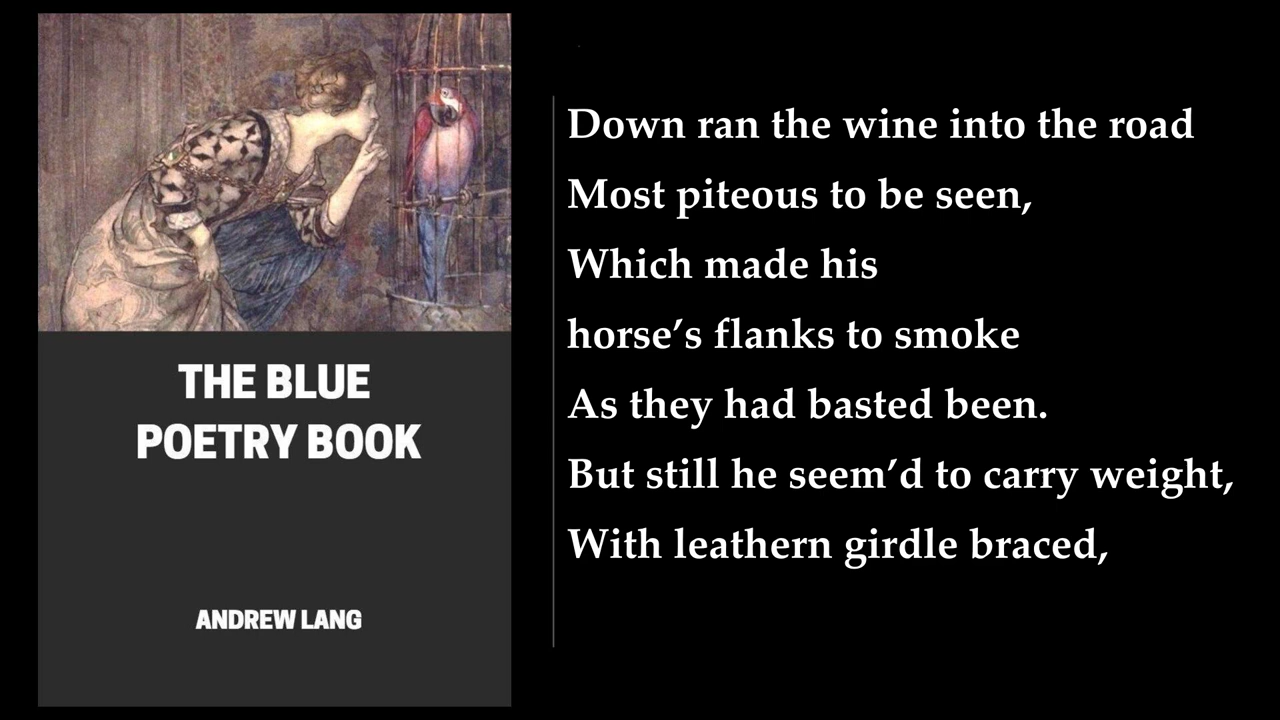 THE BLUE
POETRY BOOK
ANDREW LANG
Down ran the wine into the road
Most piteous to be seen,
Which made his
horse’s flanks to smoke
As they had basted been.
But still he seem’d to carry weight,
With leathern girdle braced,